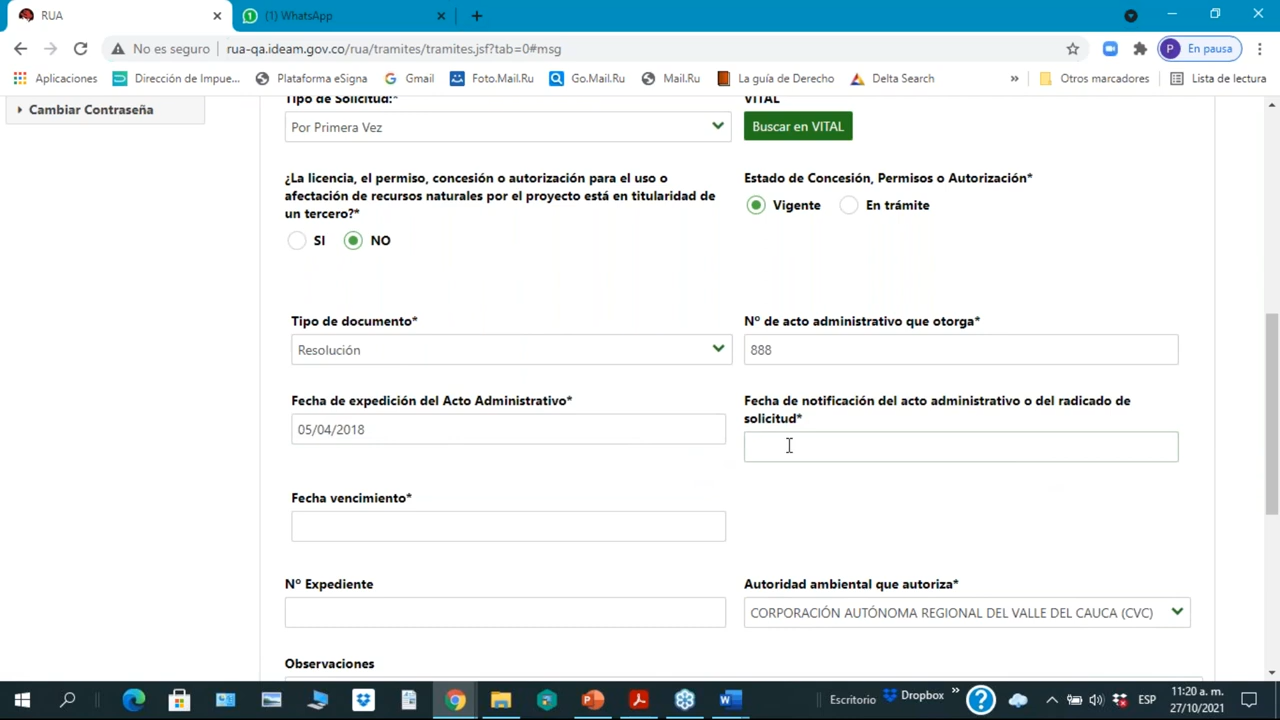 RUA
(1) WhatsApp
No es seguro
rua-qa.ideam.gov.co/rua/tramites/tramites.jsf?tab=0#msg
P
En pausa
Aplicaciones
Dirección de Impue...
Plataforma eSigna
Gmail
Foto.Mail.Ru
Go.Mail.Ru
Mail.Ru
La guía de Derecho
Delta Search
»
Otros marcadores
Lista de lectura
Cambiar Contraseña
Tipo de Solicitud:*
VITAL
Por Primera Vez
Buscar en VITAL
¿La licencia, el permiso, concesión o autorización para el uso o
afectación de recursos naturales por el proyecto está en titularidad de
un tercero?*
SI
NO
Estado de Concesión, Permisos o Autorización*
Vigente
En trámite
Tipo de documento*
Resolución
Nº de acto administrativo que otorga*
888
Fecha de expedición del Acto Administrativo*
05/04/2018
Fecha de notificación del acto administrativo o del radicado de
solicitud*
Fecha vencimiento*
Nº Expediente
Autoridad ambiental que autoriza*
CORPORACIÓN AUTÓNOMA REGIONAL DEL VALLE DEL CAUCA (CVC)
Observaciones
Escritorio
Dropbox
»
ESP
11:20 a. m.
27/10/2021